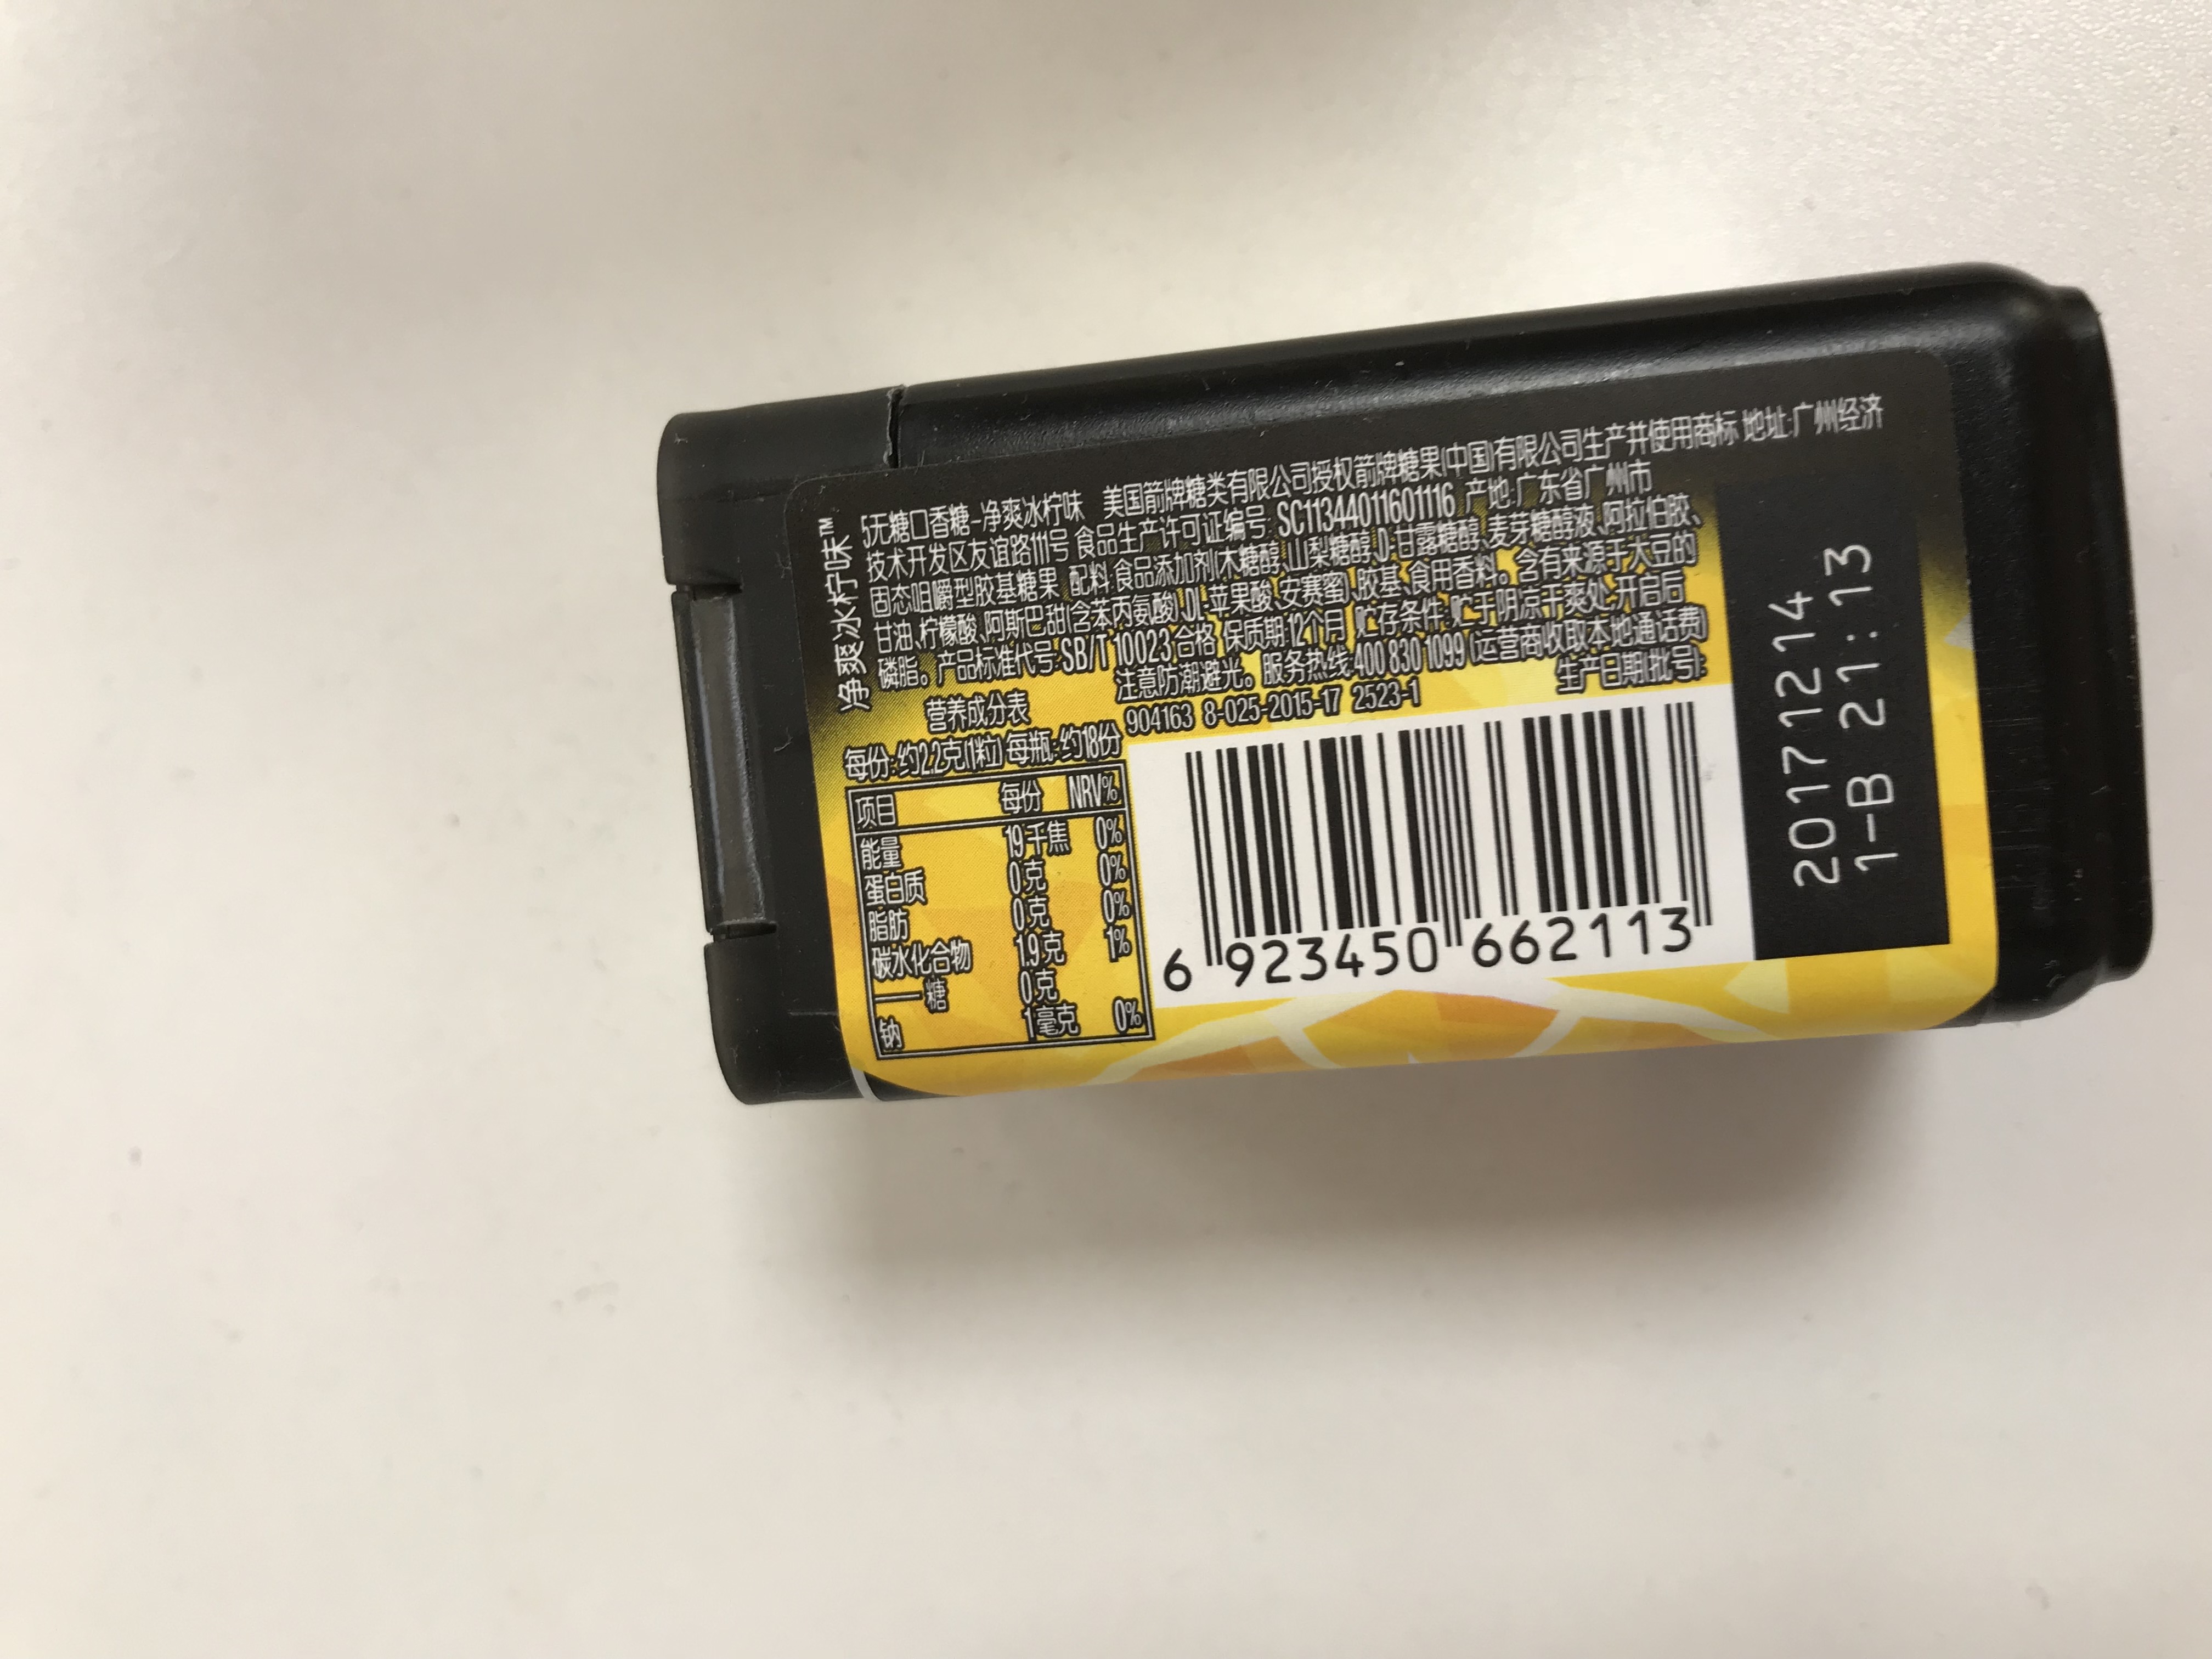 净爽冰柠味™
5无糖口香糖-净爽冰柠味 美国箭牌糖类有限公司授权箭牌糖果(中国)有限公司生产并使用商标 地址:广州经济
技术开发区友谊路111号 食品生产许可证编号: SC11344011601116 产地:广东省广州市
固态咀嚼型胶基糖果 配料:食品添加剂(木糖醇、山梨糖醇、D-甘露糖醇、麦芽糖醇液、阿拉伯胶、
甘油、柠檬酸、阿斯巴甜(含苯丙氨酸)、DL-苹果酸、安赛蜜)、胶基、食用香料。含有来源于大豆的
磷脂。产品标准代号:SB/T 10023 合格 保质期:12个月 贮存条件:贮于阴凉干爽处,开启后
注意防潮避光。服务热线:400 830 1099 (运营商收取本地通话费)
904163 8-025-2015-17 2523-1
生产日期(批号):
营养成分表
每份:约2.2克(1粒) 每瓶:约18份
项目 每份 NRV%
能量 19千焦 0%
蛋白质 0克 0%
脂肪 0克 0%
碳水化合物 1.9克 1%
——糖 0克
钠 1毫克 0%
6 923450 662113
20171214
1-B 21:13